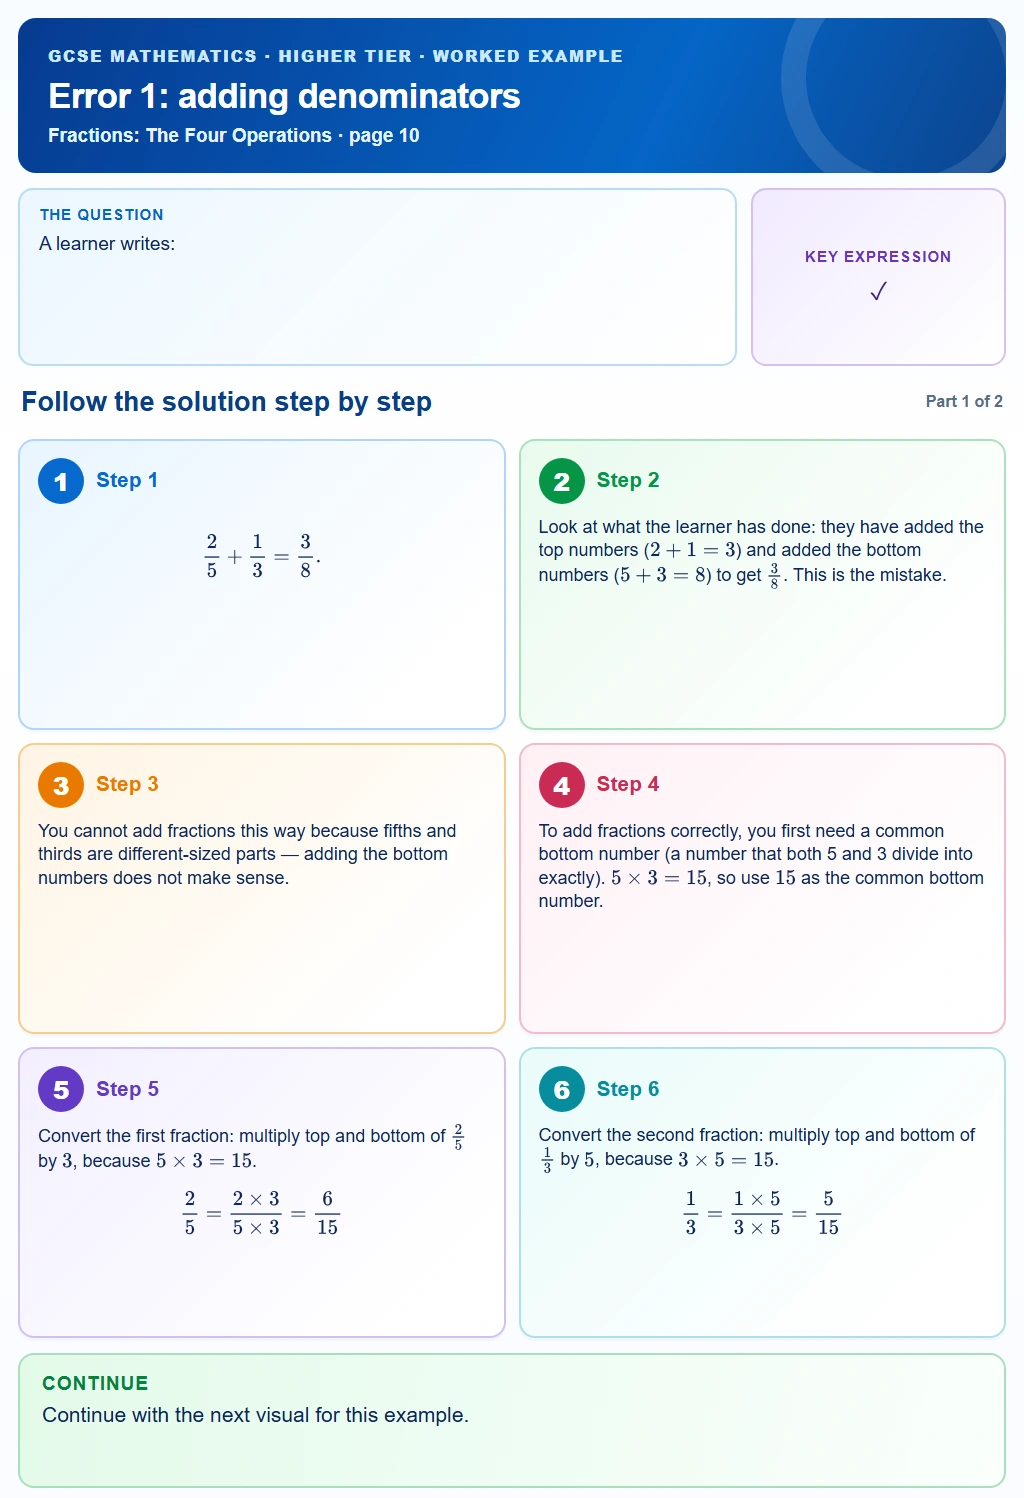 GCSE MATHEMATICS · HIGHER TIER · WORKED EXAMPLE
Error 1: adding denominators
Fractions: The Four Operations · page 10
THE QUESTION
A learner writes:
KEY EXPRESSION
✓
Follow the solution step by step
Part 1 of 2
1 Step 1
2/5 + 1/3 = 3/8.
2 Step 2
Look at what the learner has done: they have added the
top numbers (2 + 1 = 3) and added the bottom
numbers (5 + 3 = 8) to get 3/8. This is the mistake.
3 Step 3
You cannot add fractions this way because fifths and
thirds are different-sized parts — adding the bottom
numbers does not make sense.
4 Step 4
To add fractions correctly, you first need a common
bottom number (a number that both 5 and 3 divide into
exactly). 5 × 3 = 15, so use 15 as the common bottom
number.
5 Step 5
Convert the first fraction: multiply top and bottom of 2/5
by 3, because 5 × 3 = 15.
2/5 = (2 × 3)/(5 × 3) = 6/15
6 Step 6
Convert the second fraction: multiply top and bottom of
1/3 by 5, because 3 × 5 = 15.
1/3 = (1 × 5)/(3 × 5) = 5/15
CONTINUE
Continue with the next visual for this example.